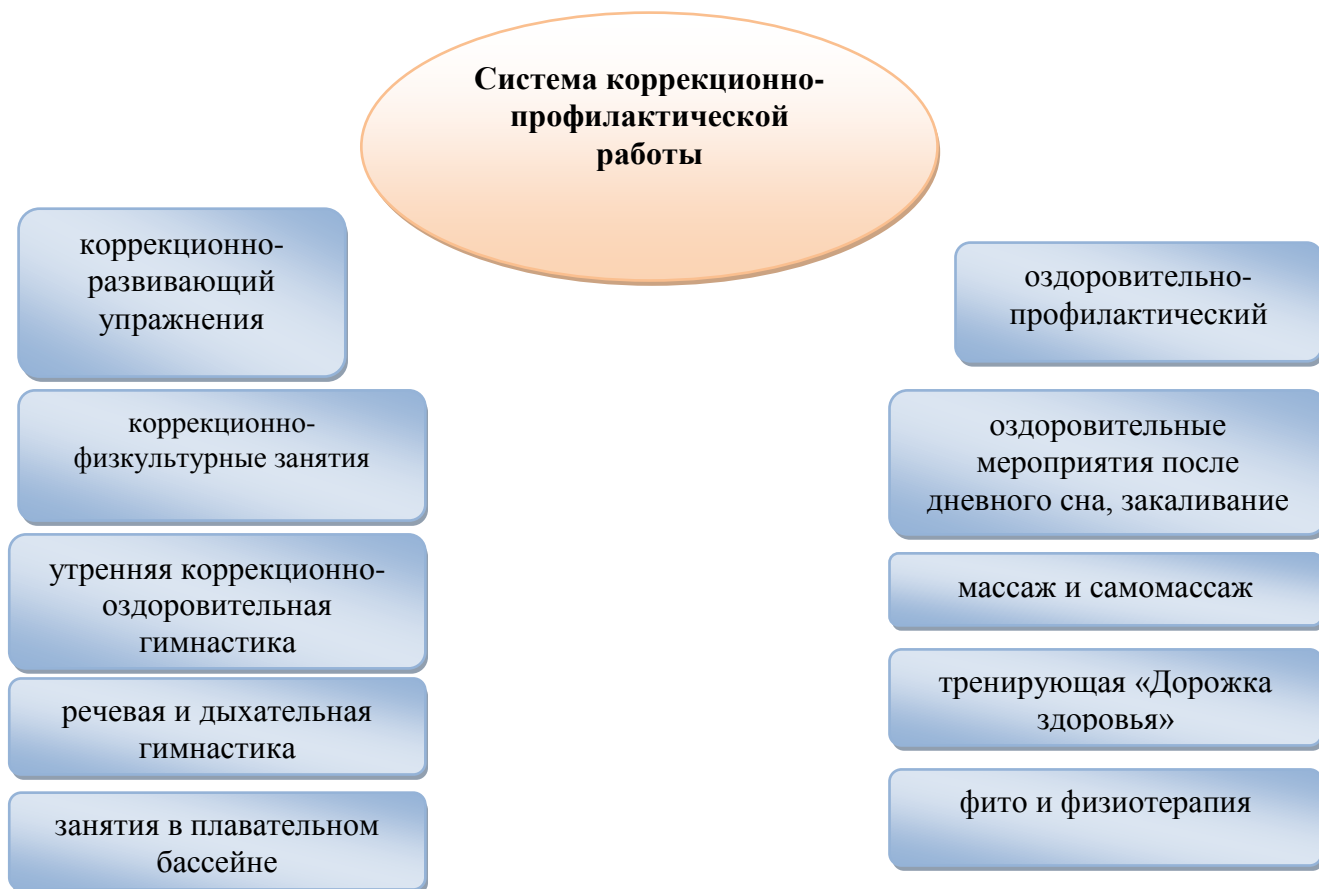 Система коррекционно-
профилактической
работы
коррекционно-
развивающий
упражнения
коррекционно-
физкультурные занятия
утренняя коррекционно-
оздоровительная
гимнастика
речевая и дыхательная
гимнастика
занятия в плавательном
бассейне
оздоровительно-
профилактический
оздоровительные
мероприятия после
дневного сна, закаливание
массаж и самомассаж
тренирующая «Дорожка
здоровья»
фито и физиотерапия